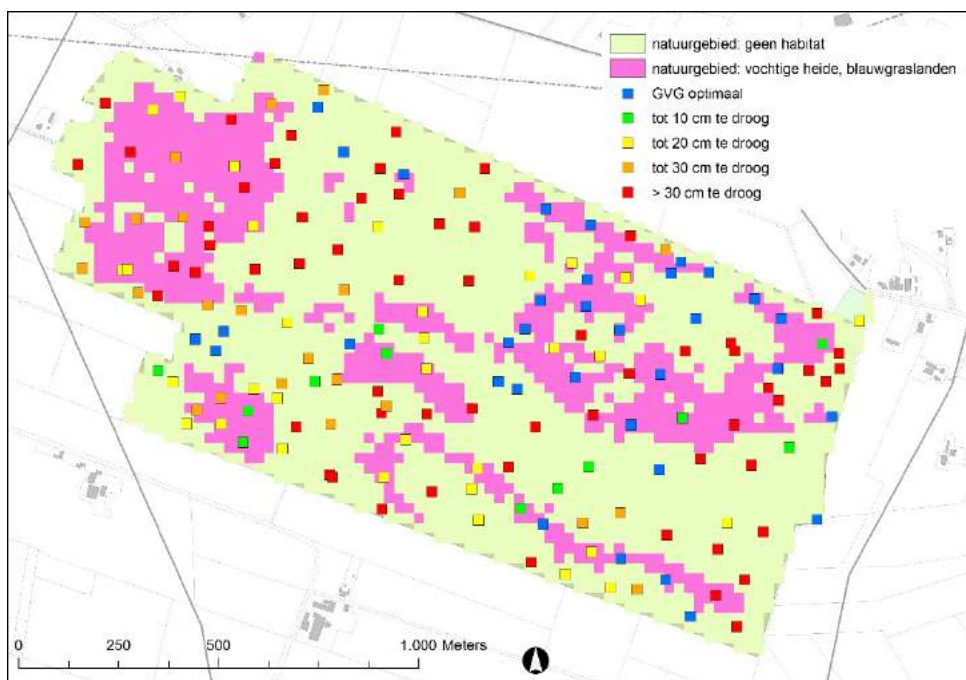 natuurgebied: geen habitat
natuurgebied: vochtige heide, blauwgraslanden
GVG optimaal
tot 10 cm te droog
tot 20 cm te droog
tot 30 cm te droog
> 30 cm te droog
0 250 500 1.000 Meters